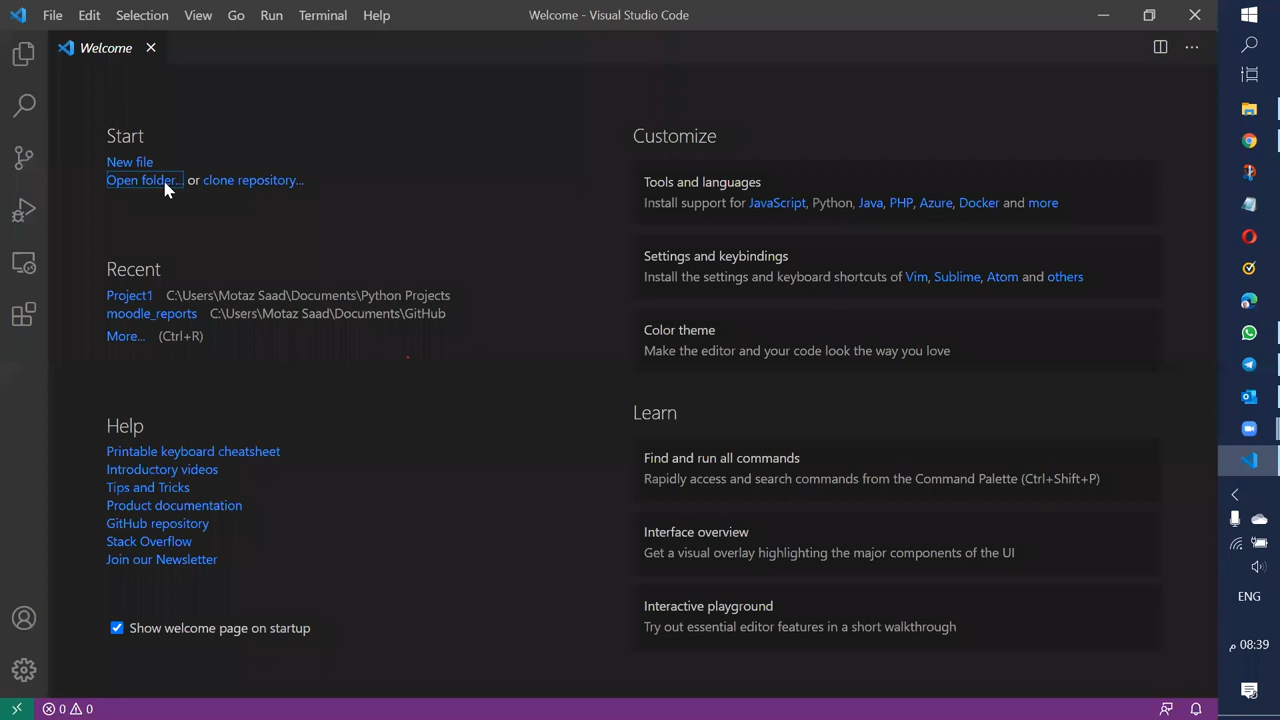 File Edit Selection View Go Run Terminal Help Welcome - Visual Studio Code
Welcome
Start
New file
Open folder... or clone repository...
Recent
Project1 C:\Users\Motaz Saad\Documents\Python Projects
moodle_reports C:\Users\Motaz Saad\Documents\GitHub
More... (Ctrl+R)
Help
Printable keyboard cheatsheet
Introductory videos
Tips and Tricks
Product documentation
GitHub repository
Stack Overflow
Join our Newsletter
Show welcome page on startup
Customize
Tools and languages
Install support for JavaScript, Python, Java, PHP, Azure, Docker and more
Settings and keybindings
Install the settings and keyboard shortcuts of Vim, Sublime, Atom and others
Color theme
Make the editor and your code look the way you love
Learn
Find and run all commands
Rapidly access and search commands from the Command Palette (Ctrl+Shift+P)
Interface overview
Get a visual overlay highlighting the major components of the UI
Interactive playground
Try out essential editor features in a short walkthrough
0 0
ENG
08:39 م